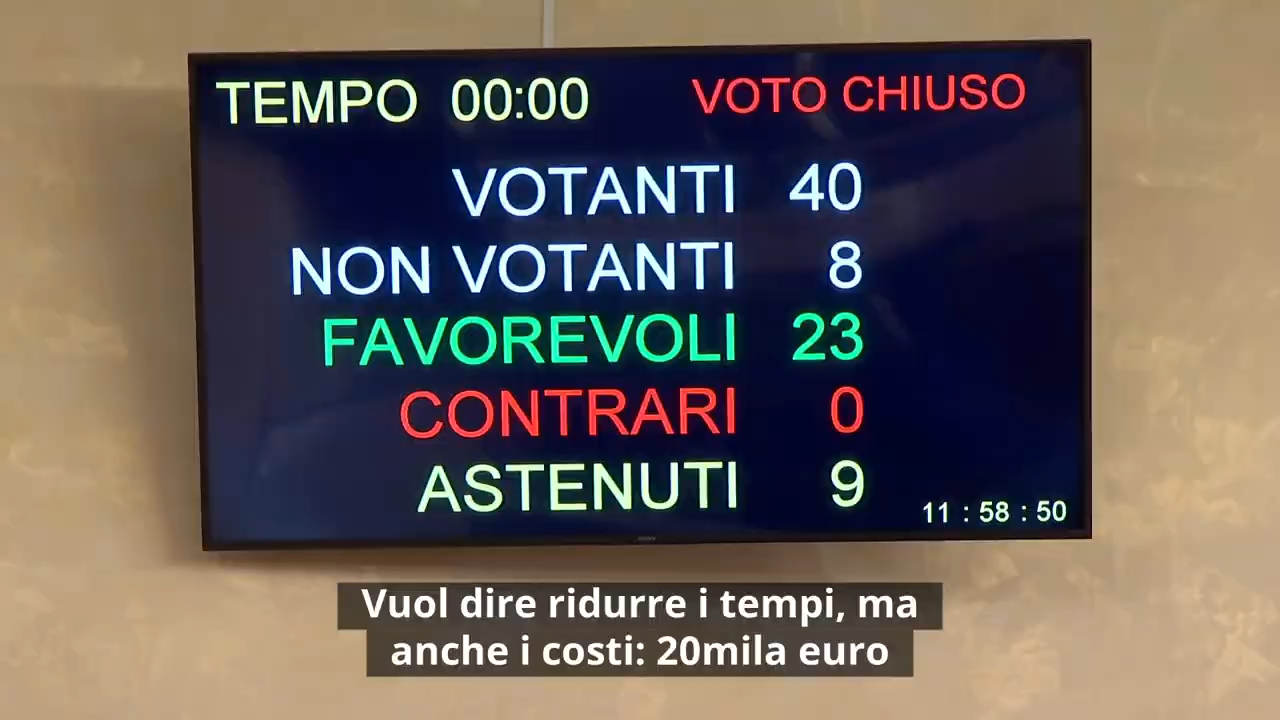 TEMPO 00:00 VOTO CHIUSO
VOTANTI 40
NON VOTANTI 8
FAVOREVOLI 23
CONTRARI 0
ASTENUTI 9
11 : 58 : 50
Vuol dire ridurre i tempi, ma
anche i costi: 20mila euro